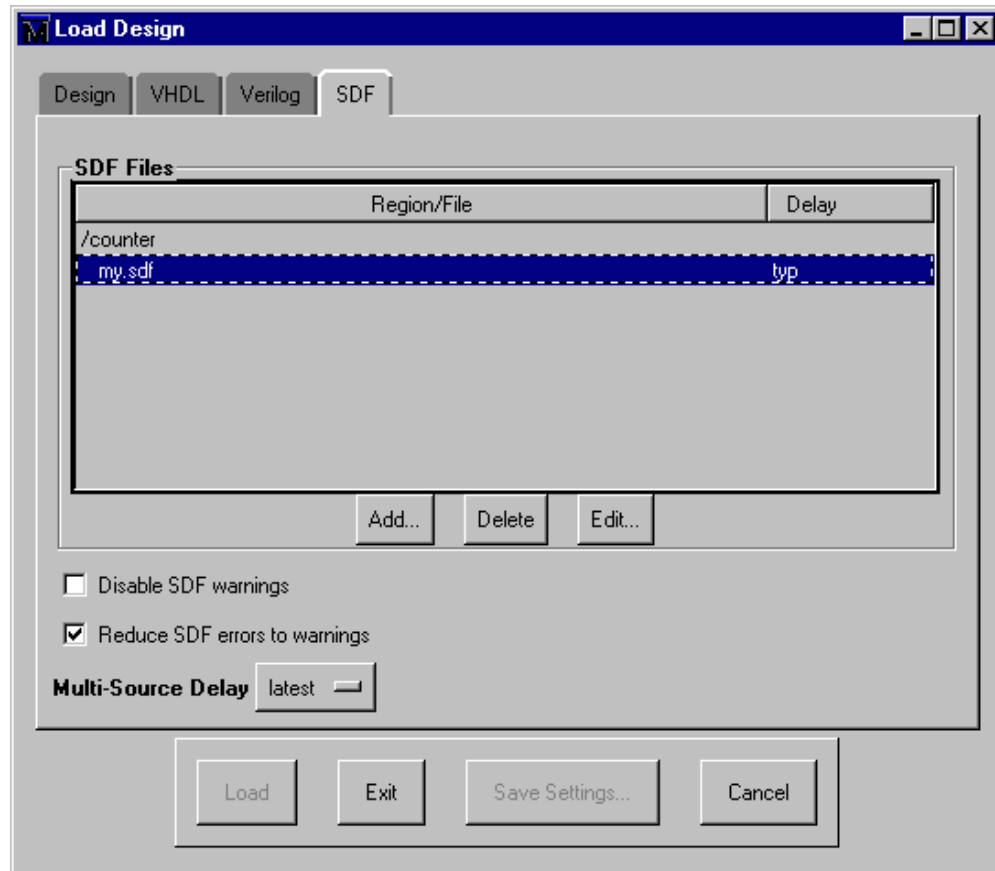 Load Design
Design VHDL Verilog SDF
SDF Files
Region/File Delay
/counter
my.sdf typ
Add... Delete Edit...
Disable SDF warnings
Reduce SDF errors to warnings
Multi-Source Delay latest
Load Exit Save Settings... Cancel